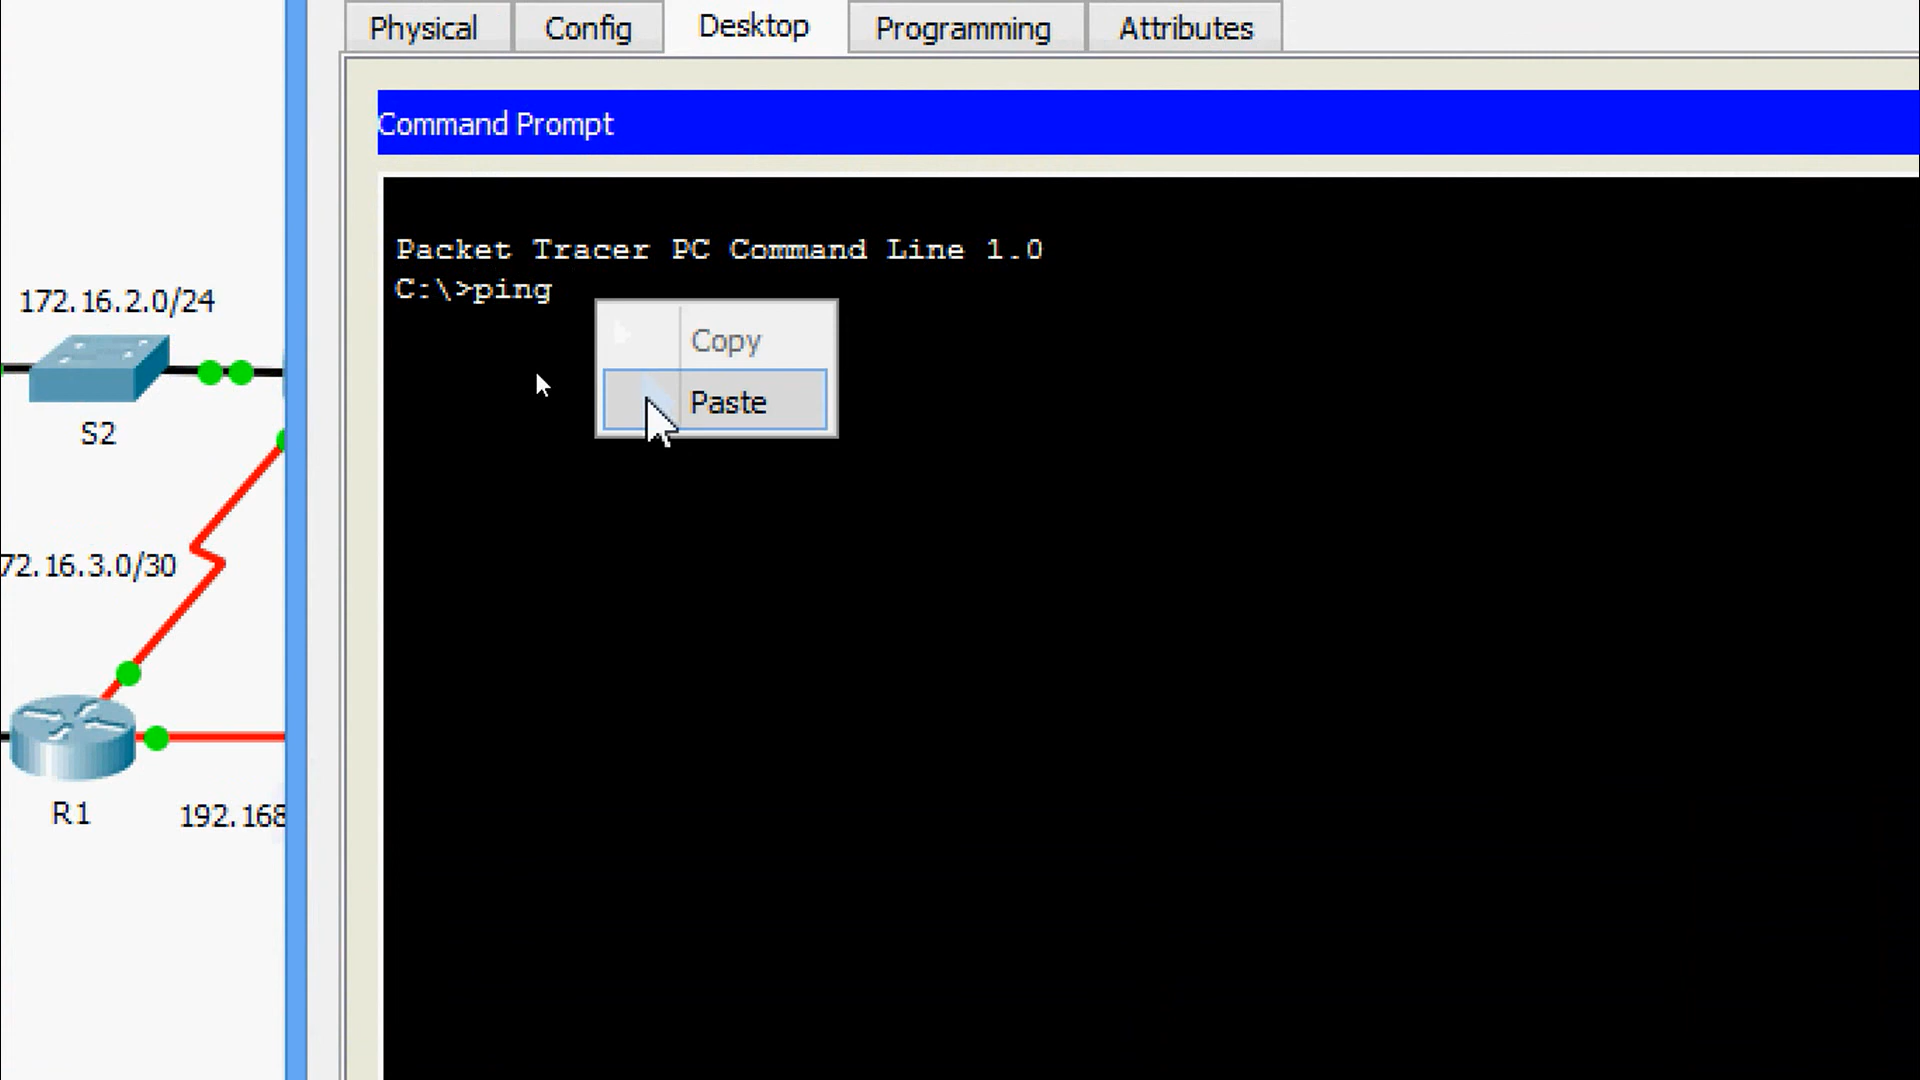 Physical
Config
Desktop
Programming
Attributes
Command Prompt
Packet Tracer PC Command Line 1.0
C:\>ping
Copy
Paste
172.16.2.0/24
S2
72.16.3.0/30
R1
192.168